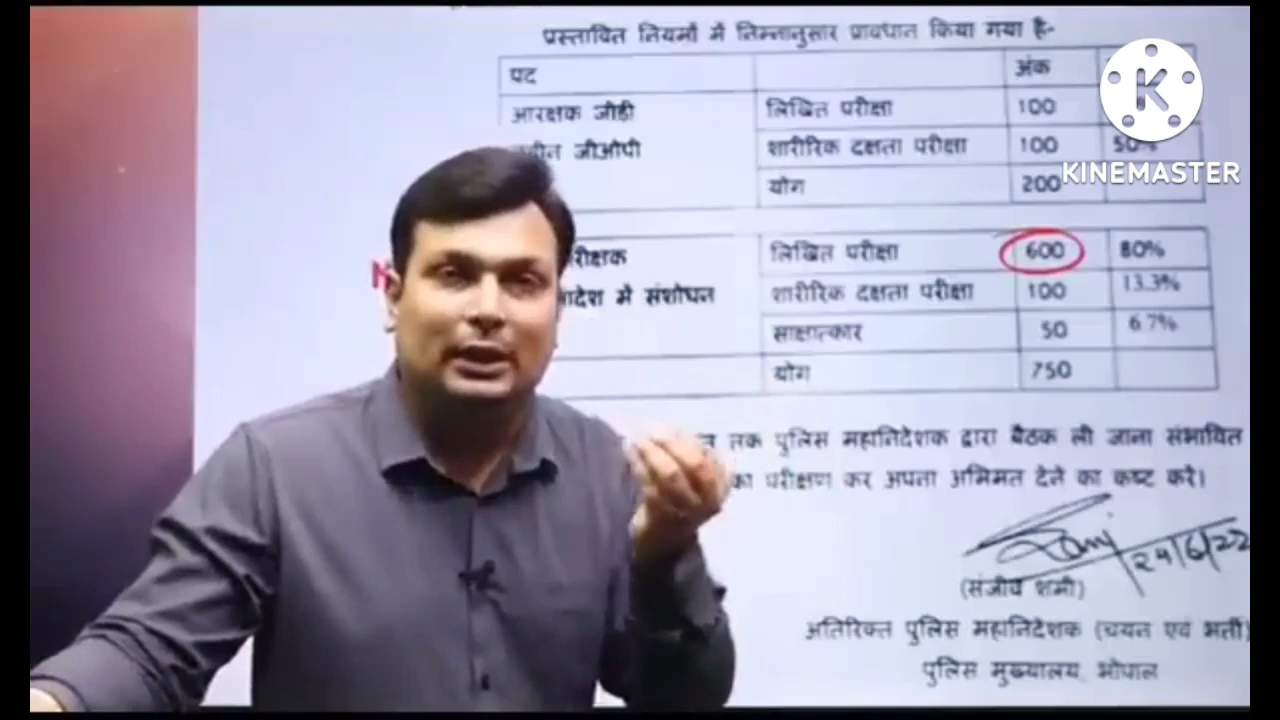 प्रस्तावित नियमों में निम्नानुसार प्रावधान किया गया है-
पद अंक
आरक्षक जीडी लिखित परीक्षा 100
जीओपी शारीरिक दक्षता परीक्षा 100 50%
योग 200
लिखित परीक्षा 600 80%
में संशोधन शारीरिक दक्षता परीक्षा 100 13.3%
साक्षात्कार 50 6.7%
योग 750
तक पुलिस महानिदेशक द्वारा बैठक ली जाना संभावित
का परीक्षण कर अपना अभिमत देने का कष्ट करे।
24/6/22
(संजीव शमी)
अतिरिक्त पुलिस महानिदेशक (चयन एवं भर्ती)
पुलिस मुख्यालय, भोपाल
K
KINEMASTER